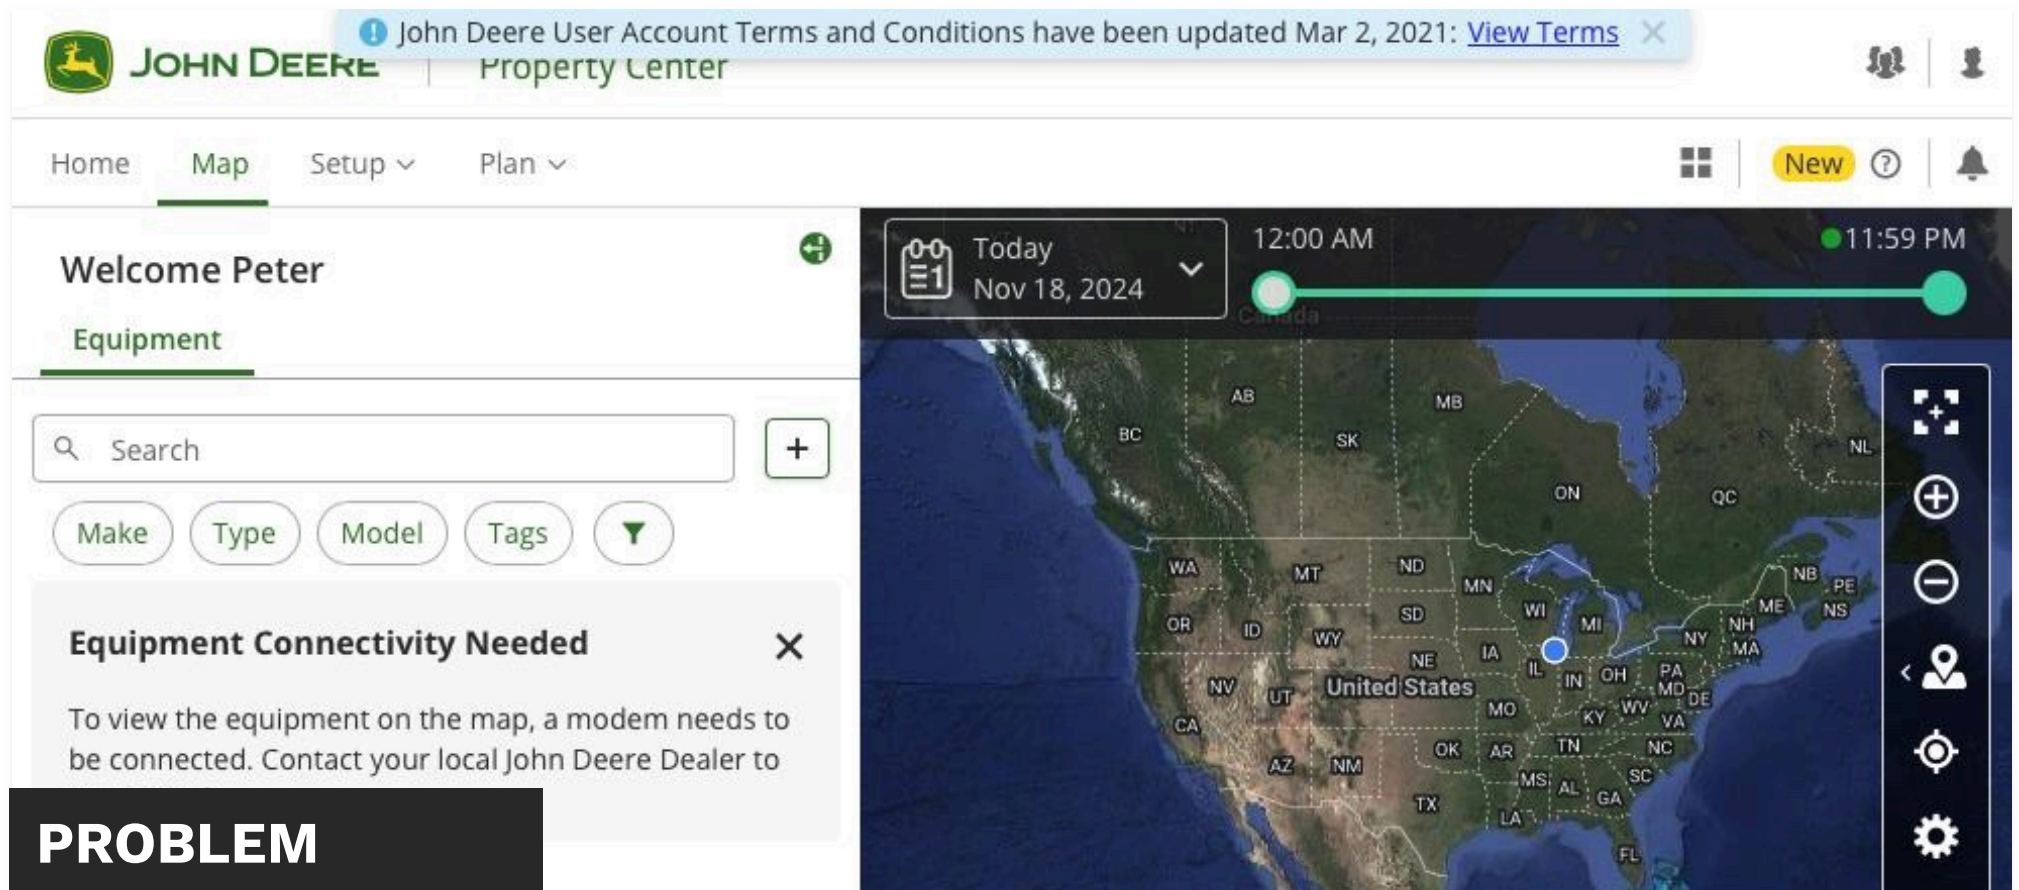 John Deere User Account Terms and Conditions have been updated Mar 2, 2021: View Terms
JOHN DEERE
Property Center
Home
Map
Setup
Plan
New
?
Welcome Peter
Equipment
Search
+
Make
Type
Model
Tags
Equipment Connectivity Needed
To view the equipment on the map, a modem needs to
be connected. Contact your local John Deere Dealer to
PROBLEM
1
Today
Nov 18, 2024
12:00 AM
11:59 PM
Canada
AB
MB
BC
SK
NL
ON
QC
WA
MT
ND
MN
NB
PE
OR
ID
SD
WI
MI
ME
NS
WY
NH
NY
MA
NE
IA
IL
IN
OH
PA
NV
UT
United States
MD
DE
MO
KY
WV
VA
CA
OK
AR
TN
NC
AZ
NM
MS
AL
SC
GA
TX
LA
FL